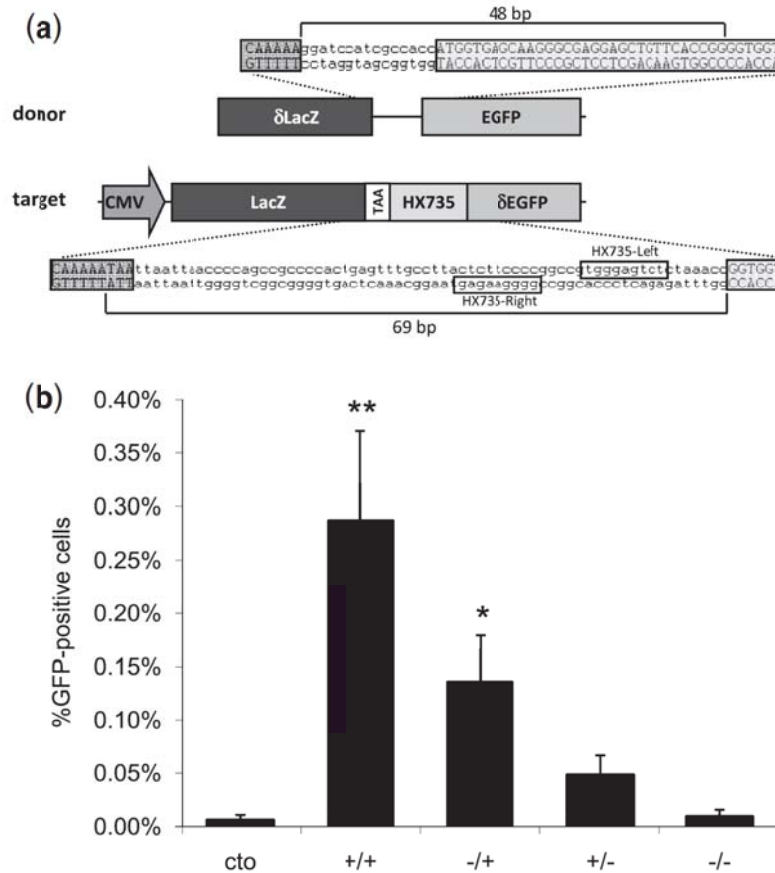 (a)
48 bp
CAAAAAggatccatcgccaccATGGTGAGCAAGGGCGAGGAGCTGTTCACCGGGGTGGT
GTTTTTcctaggtagcggtggTACCACTCGTTCCCGCTCCTCGACAAGTGGCCCCACCA
donor
δLacZ
EGFP
target
CMV
LacZ
TAA
HX735
δEGFP
HX735-Left
CAAAAATAAttaattaaccccagccgccccactgagtttgccttactcttccccggccgtgggagtctctaaaccGGTGGT
GTTTTTATTaattaattggggtcggcggggtgactcaaacggaatgagaaggggccggcaccctcagagatttggCCACCA
HX735-Right
69 bp
(b)
0.40%
0.35%
0.30%
0.25%
0.20%
0.15%
0.10%
0.05%
0.00%
%GFP-positive cells
**
*
cto
+/+
-/+
+/-
-/-